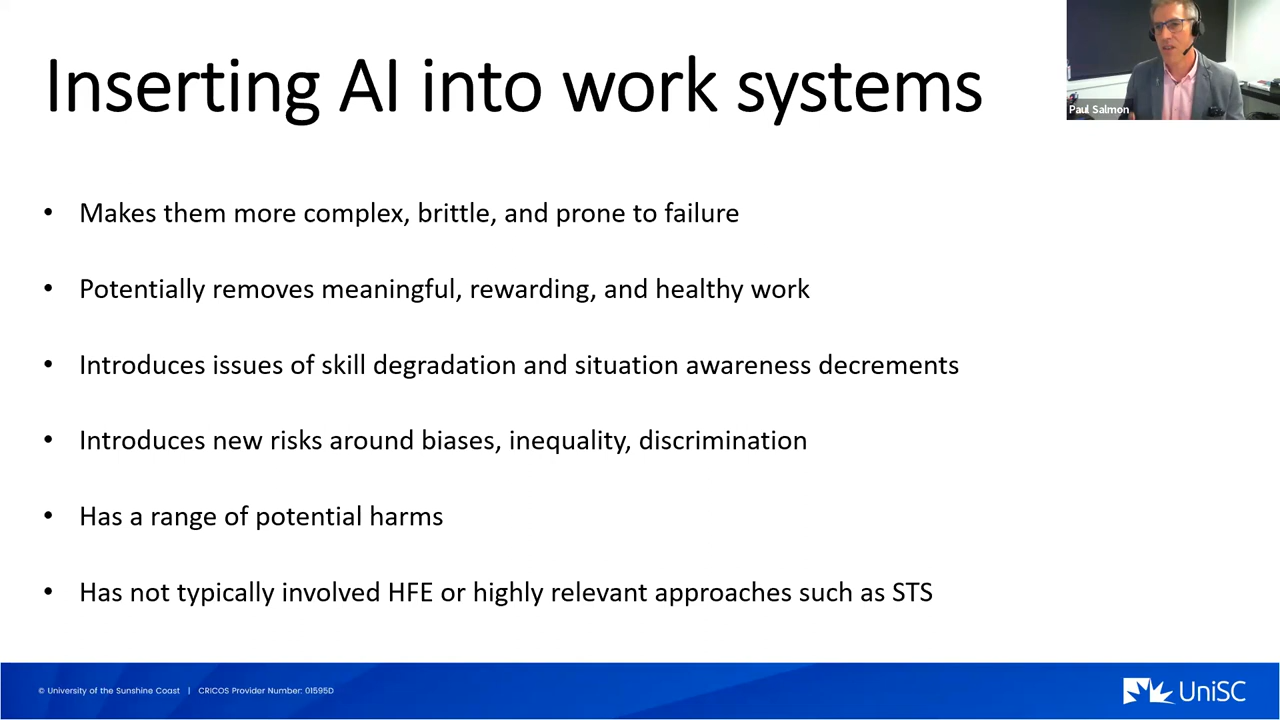 Inserting AI into work systems
Paul Salmon
• Makes them more complex, brittle, and prone to failure
• Potentially removes meaningful, rewarding, and healthy work
• Introduces issues of skill degradation and situation awareness decrements
• Introduces new risks around biases, inequality, discrimination
• Has a range of potential harms
• Has not typically involved HFE or highly relevant approaches such as STS
© University of the Sunshine Coast | CRICOS Provider Number: 01595D
UniSC